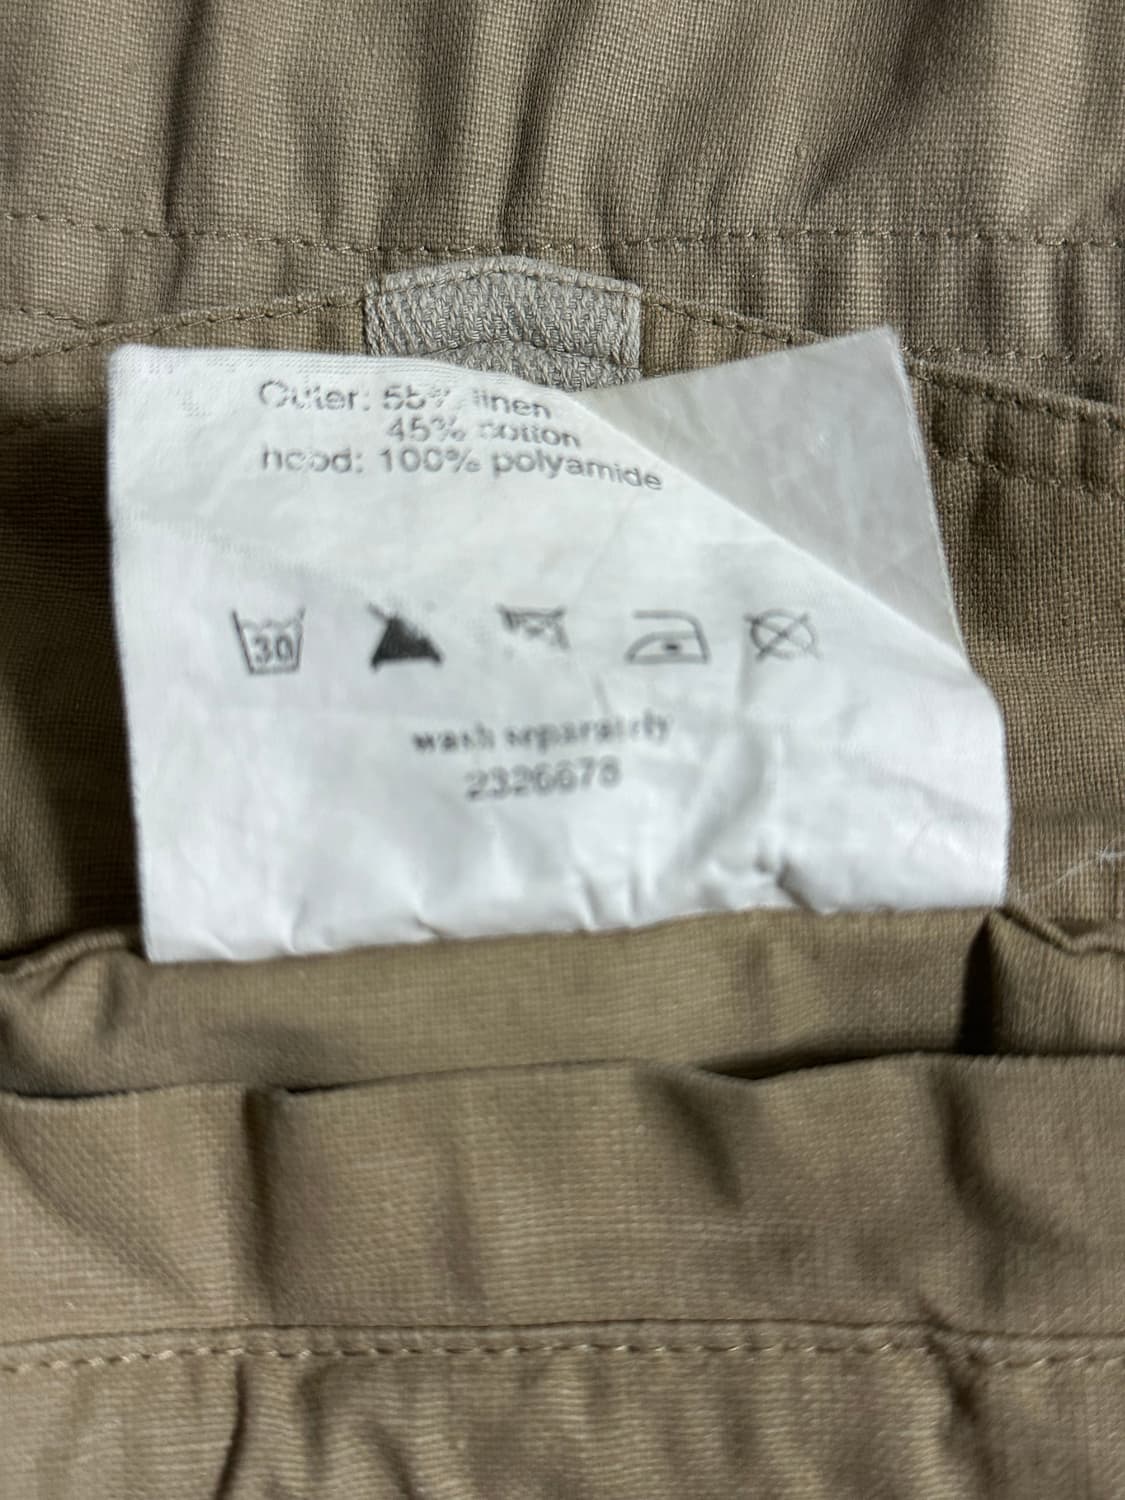 Outer: 55% linen
45% cotton
hood: 100% polyamide
30
wash separately
2326678